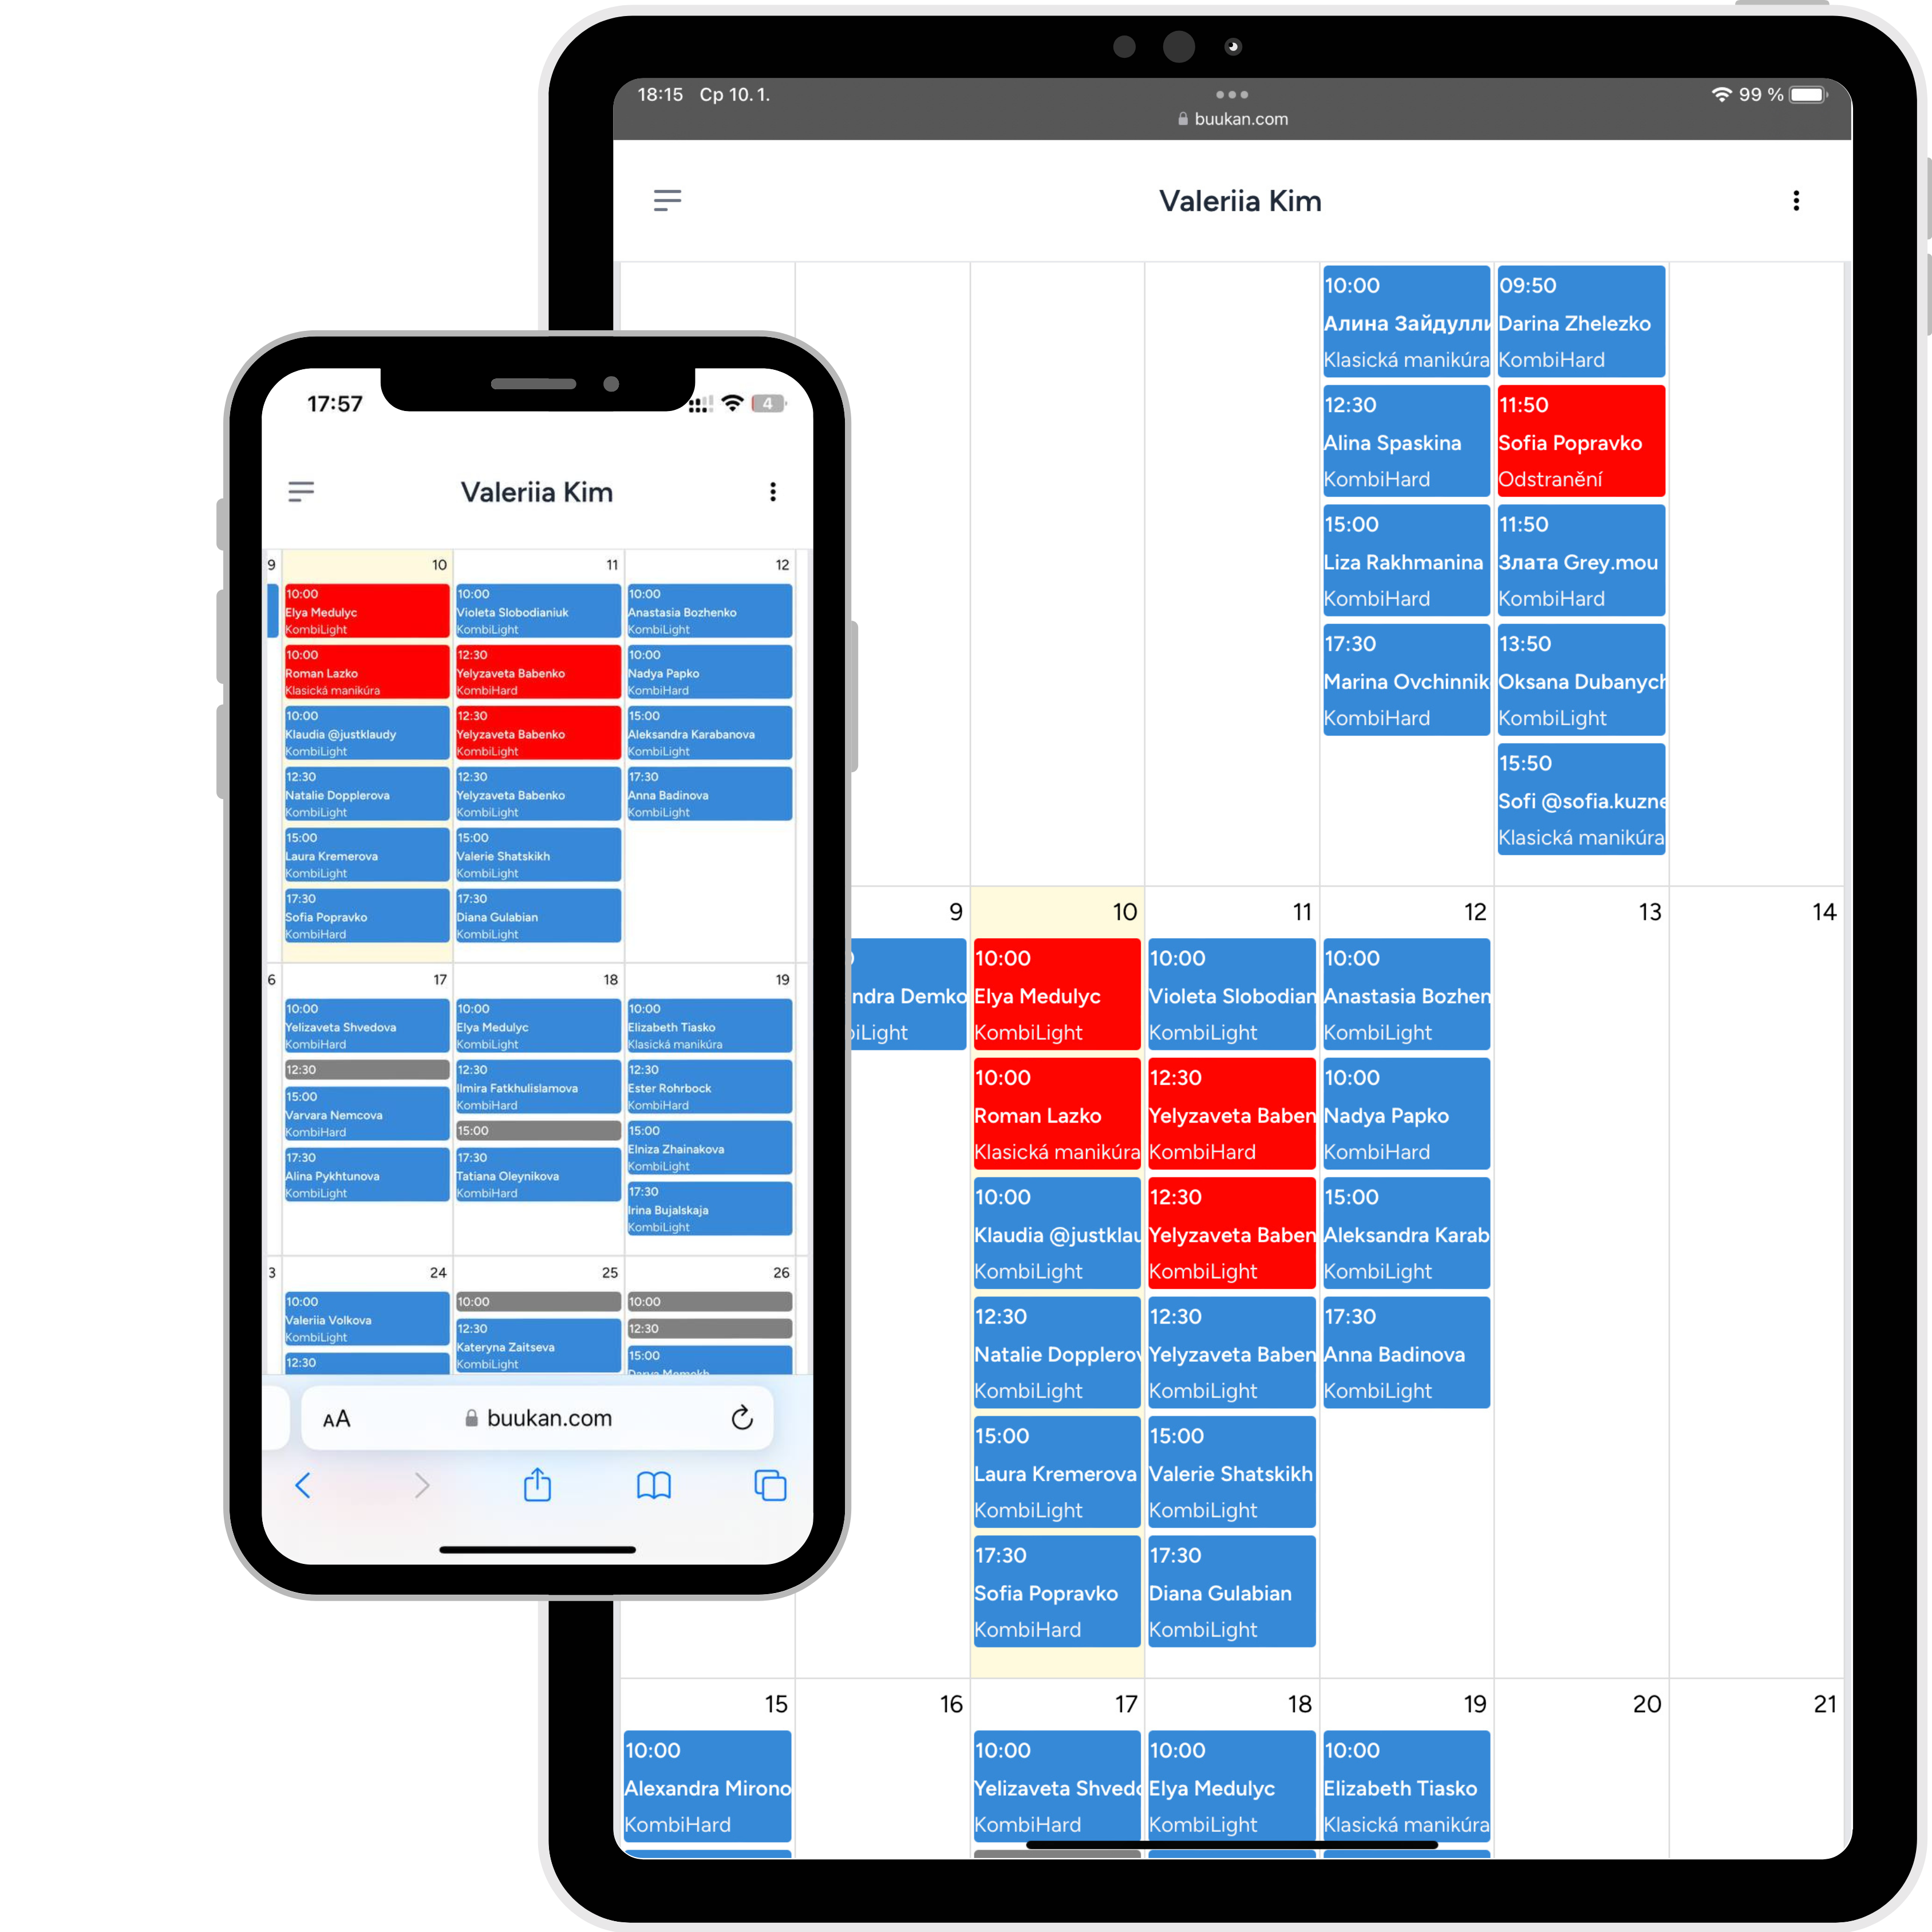 18:15 Ср 10. 1.
99 %
buukan.com
Valeriia Kim
10:00
Алина Зайдулли
Klasická manikúra
12:30
Alina Spaskina
KombiHard
15:00
Liza Rakhmanina
KombiHard
17:30
Marina Ovchinnik
KombiHard
09:50
Darina Zhelezko
KombiHard
11:50
Sofia Popravko
Odstranění
11:50
Злата Grey.mou
KombiHard
13:50
Oksana Dubanych
KombiLight
15:50
Sofi @sofia.kuzne
Klasická manikúra
9
ndra Demko
iLight
10
10:00
Elya Medulyc
KombiLight
10:00
Roman Lazko
Klasická manikúra
10:00
Klaudia @justklau
KombiLight
12:30
Natalie Dopplerov
KombiLight
15:00
Laura Kremerova
KombiLight
17:30
Sofia Popravko
KombiHard
11
10:00
Violeta Slobodian
KombiLight
12:30
Yelyzaveta Baben
KombiHard
12:30
Yelyzaveta Baben
KombiLight
12:30
Yelyzaveta Baben
KombiLight
15:00
Valerie Shatskikh
KombiLight
17:30
Diana Gulabian
KombiLight
12
10:00
Anastasia Bozhen
KombiLight
10:00
Nadya Papko
KombiHard
15:00
Aleksandra Karab
KombiLight
17:30
Anna Badinova
KombiLight
13
14
15
10:00
Alexandra Mirono
KombiHard
16
17
10:00
Yelizaveta Shvedo
KombiHard
18
10:00
Elya Medulyc
KombiLight
19
10:00
Elizabeth Tiasko
Klasická manikúra
20
21
17:57
4
Valeriia Kim
9
10
10:00
Elya Medulyc
KombiLight
10:00
Roman Lazko
Klasická manikúra
10:00
Klaudia @justklaudy
KombiLight
12:30
Natalie Dopplerova
KombiLight
15:00
Laura Kremerova
KombiLight
17:30
Sofia Popravko
KombiHard
11
10:00
Violeta Slobodianiuk
KombiLight
12:30
Yelyzaveta Babenko
KombiHard
12:30
Yelyzaveta Babenko
KombiLight
12:30
Yelyzaveta Babenko
KombiLight
15:00
Valerie Shatskikh
KombiLight
17:30
Diana Gulabian
KombiLight
12
10:00
Anastasia Bozhenko
KombiLight
10:00
Nadya Papko
KombiHard
15:00
Aleksandra Karabanova
KombiLight
17:30
Anna Badinova
KombiLight
6
17
10:00
Yelizaveta Shvedova
KombiHard
12:30
15:00
Varvara Nemcova
KombiHard
17:30
Alina Pykhtunova
KombiLight
18
10:00
Elya Medulyc
KombiLight
12:30
Ilmira Fatkhulislamova
KombiHard
15:00
17:30
Tatiana Oleynikova
KombiHard
19
10:00
Elizabeth Tiasko
Klasická manikúra
12:30
Ester Rohrbock
KombiHard
15:00
Elniza Zhainakova
KombiLight
17:30
Irina Bujalskaja
KombiLight
3
24
10:00
Valeriia Volkova
KombiLight
12:30
25
10:00
12:30
Kateryna Zaitseva
KombiLight
26
10:00
12:30
15:00
AA
buukan.com